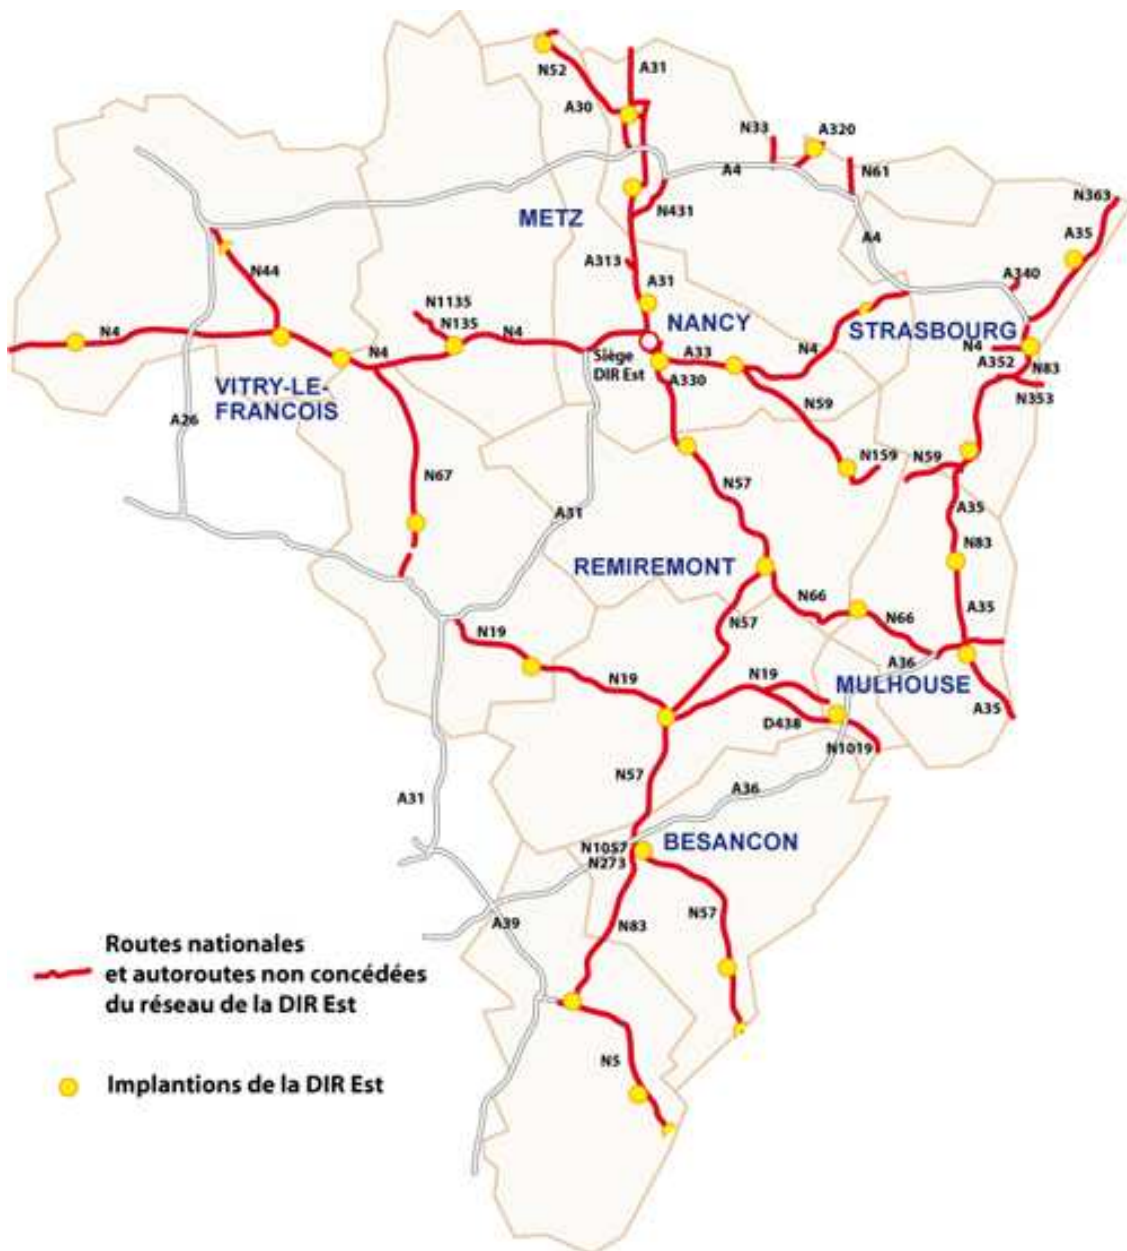 N52
A31
A30
N33
A320
A4
N61
N363
METZ
N431
A4
A35
N44
A313
A340
N1135
A31
N4
N135
N4
NANCY
STRASBOURG
N4
Siège
DIR Est
A33
N4
N4
A352
N83
A330
N353
VITRY-LE-
FRANCOIS
A26
N59
N159
N59
N67
N57
A31
A35
N83
REMIREMONT
N66
A35
N57
N66
N19
A36
N19
N19
MULHOUSE
D438
A35
N1019
N57
A36
A31
N1057
BESANCON
N273
N57
A39
N83
Routes nationales
et autoroutes non concédées
du réseau de la DIR Est
N5
Implantions de la DIR Est